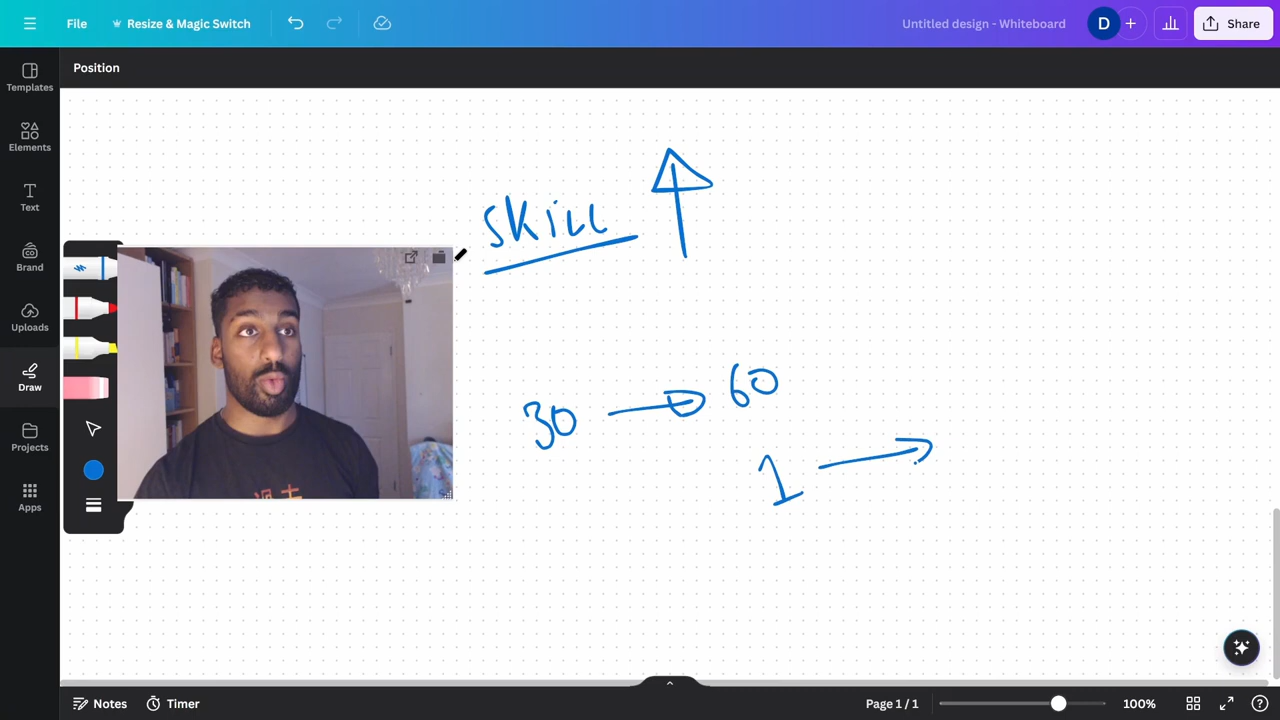 File
Resize & Magic Switch
Untitled design - Whiteboard
D
+
Share
Position
Templates
Elements
Text
Brand
Uploads
Draw
Projects
Apps
skill
30 → 60
1 →
Notes
Timer
Page 1 / 1
100%